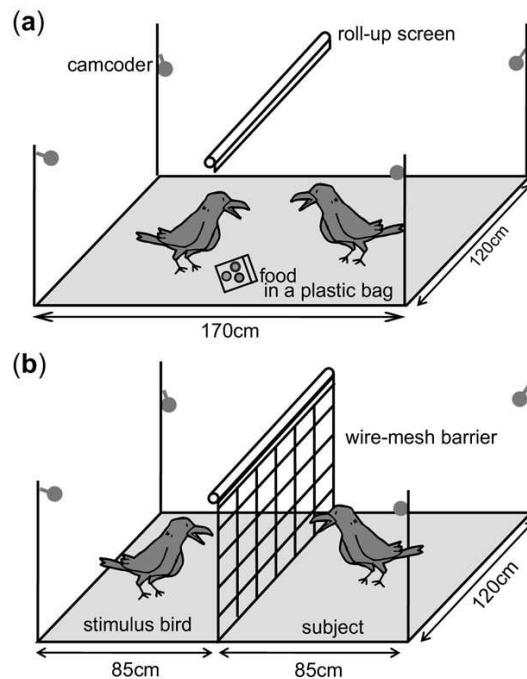 (a)
roll-up screen
camcoder
food
in a plastic bag
120cm
170cm
(b)
wire-mesh barrier
stimulus bird
subject
120cm
85cm
85cm